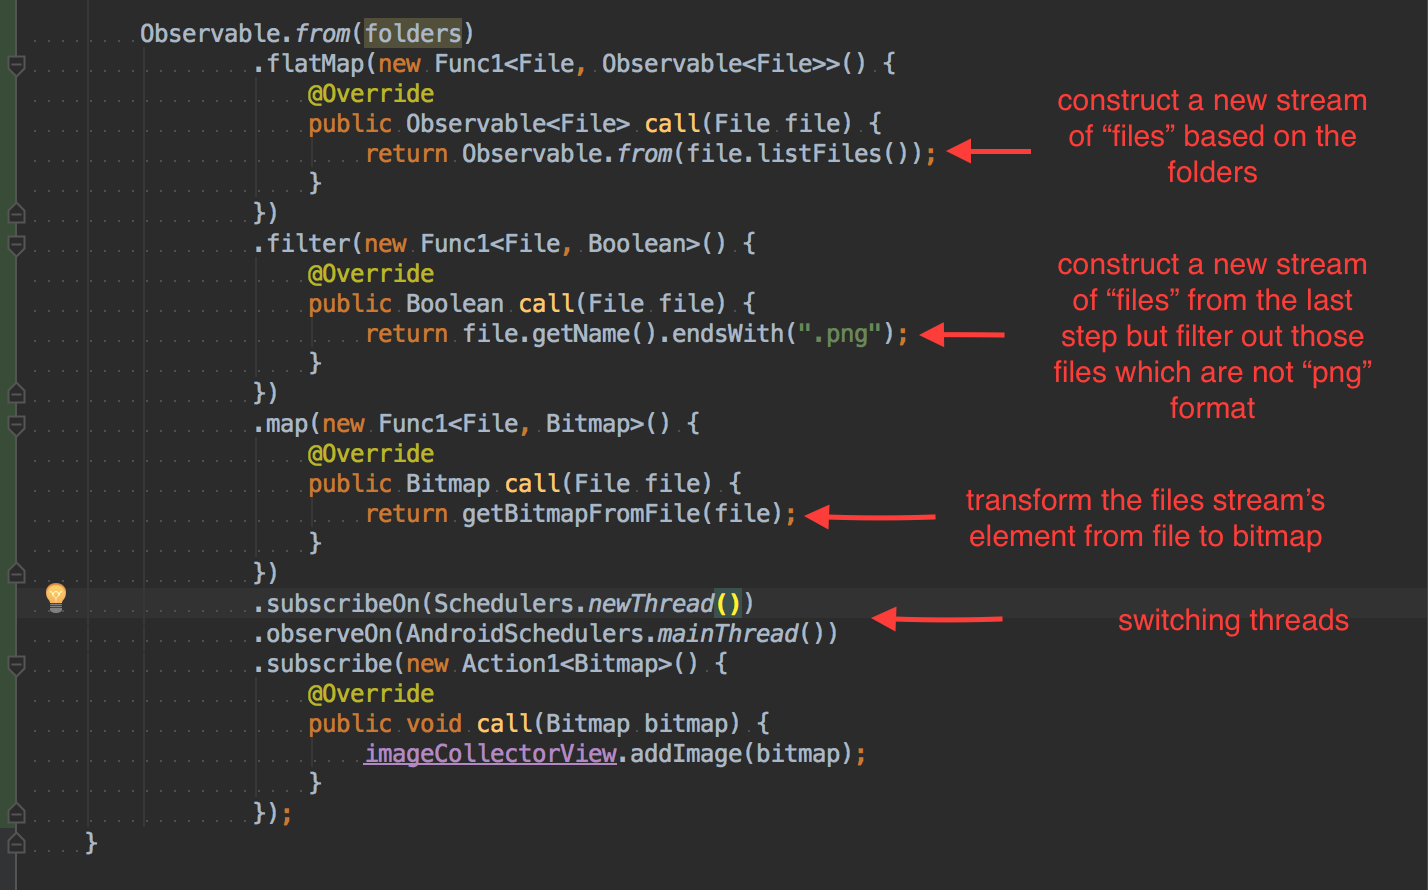 Observable.from(folders)
.flatMap(new Func1<File, Observable<File>>() {
@Override
public Observable<File> call(File file) {
return Observable.from(file.listFiles());
}
})
.filter(new Func1<File, Boolean>() {
@Override
public Boolean call(File file) {
return file.getName().endsWith(".png");
}
})
.map(new Func1<File, Bitmap>() {
@Override
public Bitmap call(File file) {
return getBitmapFromFile(file);
}
})
.subscribeOn(Schedulers.newThread())
.observeOn(AndroidSchedulers.mainThread())
.subscribe(new Action1<Bitmap>() {
@Override
public void call(Bitmap bitmap) {
imageCollectorView.addImage(bitmap);
}
});
}
construct a new stream
of “files” based on the
folders
construct a new stream
of “files” from the last
step but filter out those
files which are not “png”
format
transform the files stream’s
element from file to bitmap
switching threads